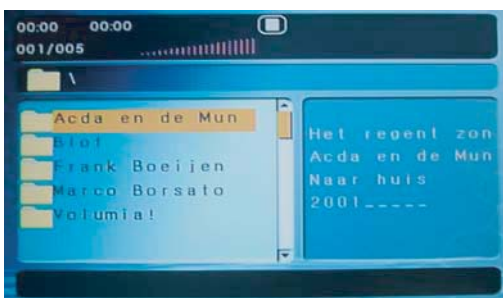 00:00 00:00
001/005
\
Acda en de Mun
Blof
Frank Boeijen
Marco Borsato
Volumia!
Het regent zon
Acda en de Mun
Naar huis
2001_____